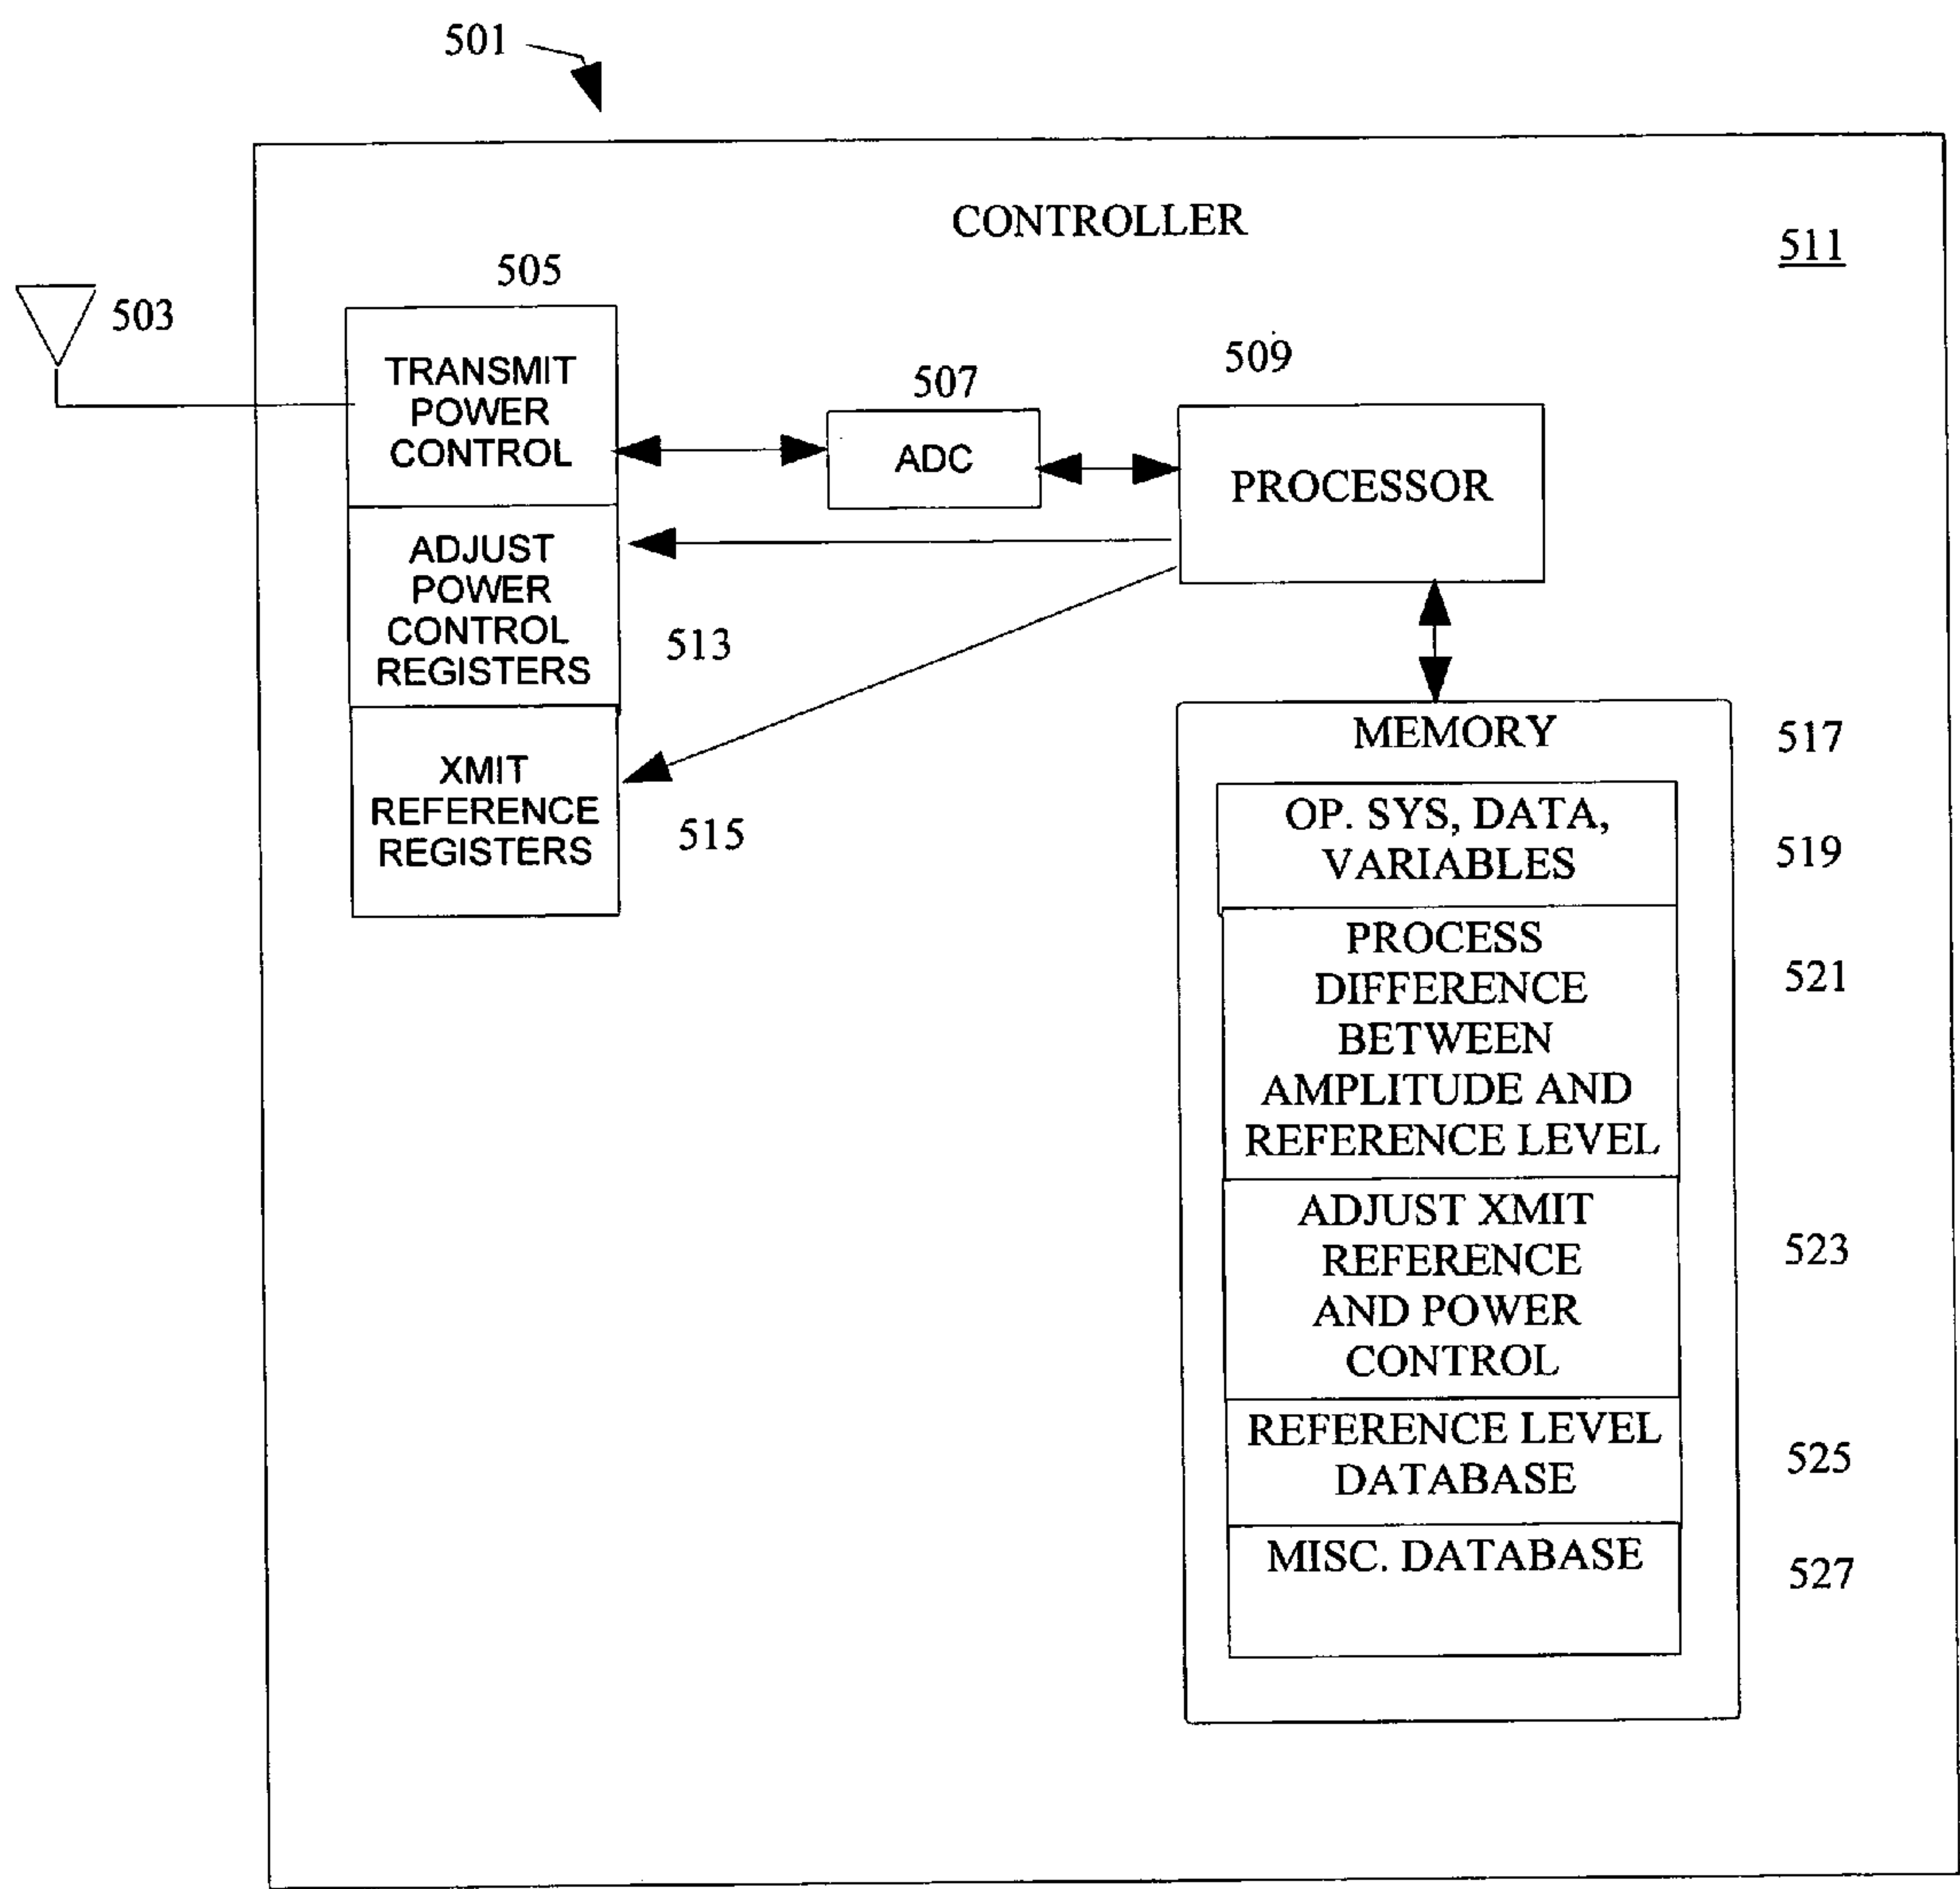 501
CONTROLLER
511
503
505
TRANSMIT
POWER
CONTROL
507
ADC
509
PROCESSOR
ADJUST
POWER
CONTROL
REGISTERS
513
XMIT
REFERENCE
REGISTERS
515
MEMORY
517
OP. SYS, DATA,
VARIABLES
519
PROCESS
DIFFERENCE
BETWEEN
AMPLITUDE AND
REFERENCE LEVEL
521
ADJUST XMIT
REFERENCE
AND POWER
CONTROL
523
REFERENCE LEVEL
DATABASE
525
MISC. DATABASE
527